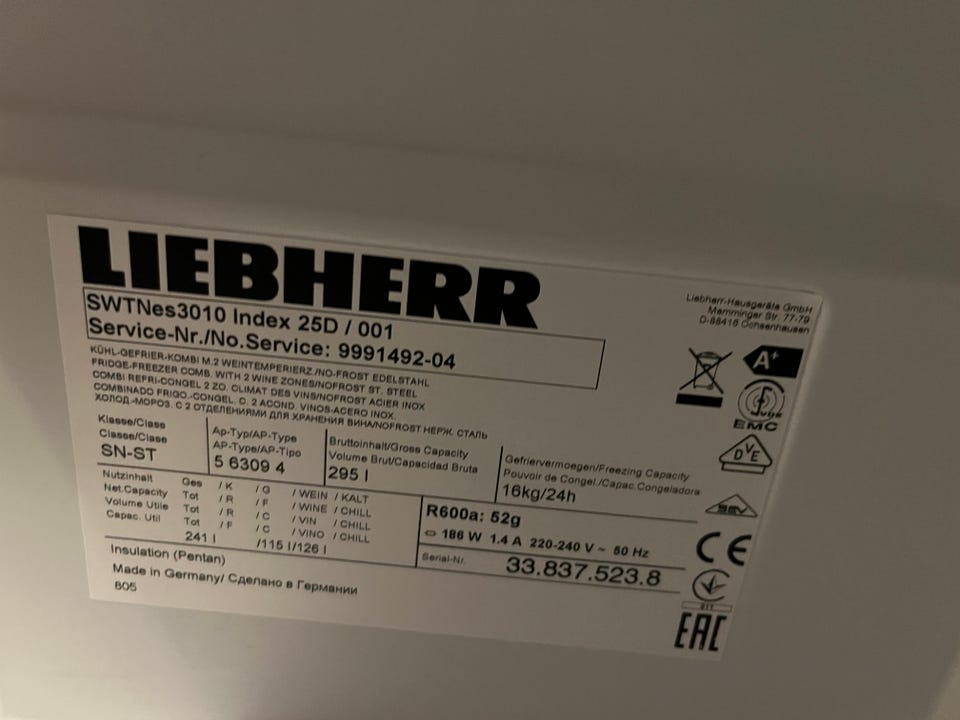 LIEBHERR
Liebherr-Hausgeräte GmbH
Memminger Str. 77-79
D-88416 Ochsenhausen
SWTNes3010 Index 25D / 001
Service-Nr./No.Service: 9991492-04
KÜHL-GEFRIER-KOMBI M.2 WEINTEMPERIERZ./NO-FROST EDELSTAHL
FRIDGE-FREEZER COMB. WITH 2 WINE ZONES/NOFROST ST. STEEL
COMBI REFRI-CONGEL 2 ZO. CLIMAT DES VINS/NOFROST ACIER INOX
COMBINADO FRIGO.-CONGEL. C. 2 ACOND. VINOS-ACERO INOX.
ХОЛОД.-МОРОЗ. С 2 ОТДЕЛЕНИЯМИ ДЛЯ ХРАНЕНИЯ ВИНА/NOFROST НЕРЖ. СТАЛЬ
A+
VDE
EMC
DVE
SEV
Klasse/Class
Classe/Clase
SN-ST
Ap-Typ/AP-Type
AP-Type/AP-Tipo
5 6309 4
Bruttoinhalt/Gross Capacity
Volume Brut/Capacidad Bruta
295 l
Gefriervermoegen/Freezing Capacity
Pouvoir de Congel./Capac.Congeladora
16kg/24h
Nutzinhalt Ges / K / G / WEIN / KALT
Net.Capacity Tot / R / F / WINE / CHILL
Volume Utile Tot / R / C / VIN / CHILL
Capac. Util Tot / F / C / VINO / CHILL
241 l /115 l/126 l
R600a: 52g
186 W 1.4 A 220-240 V ~ 50 Hz
Serial-Nr. 33.837.523.8
Insulation (Pentan)
Made in Germany/ Сделано в Германии
805
CE
011
EAC